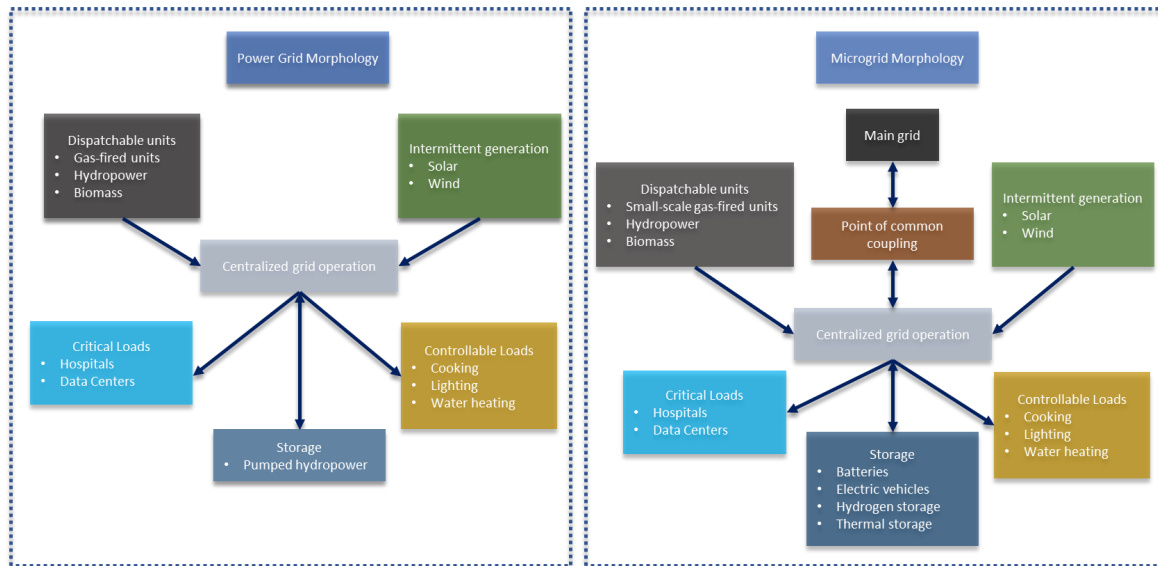 Power Grid Morphology
Dispatchable units
• Gas-fired units
• Hydropower
• Biomass
Intermittent generation
• Solar
• Wind
Centralized grid operation
Critical Loads
• Hospitals
• Data Centers
Controllable Loads
• Cooking
• Lighting
• Water heating
Storage
• Pumped hydropower
Microgrid Morphology
Main grid
Dispatchable units
• Small-scale gas-fired units
• Hydropower
• Biomass
Point of common
coupling
Intermittent generation
• Solar
• Wind
Centralized grid operation
Critical Loads
• Hospitals
• Data Centers
Controllable Loads
• Cooking
• Lighting
• Water heating
Storage
• Batteries
• Electric vehicles
• Hydrogen storage
• Thermal storage